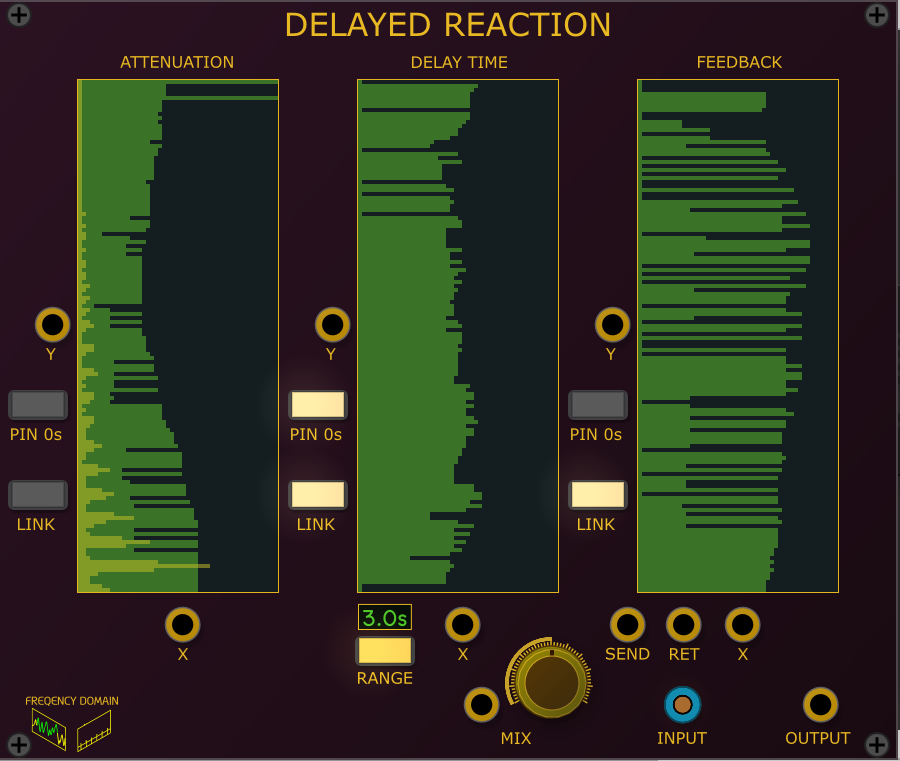 DELAYED REACTION
ATTENUATION DELAY TIME FEEDBACK
Y Y Y
PIN 0s PIN 0s PIN 0s
LINK LINK LINK
3.0s
X X SEND RET X
RANGE
FREQENCY DOMAIN
MIX INPUT OUTPUT